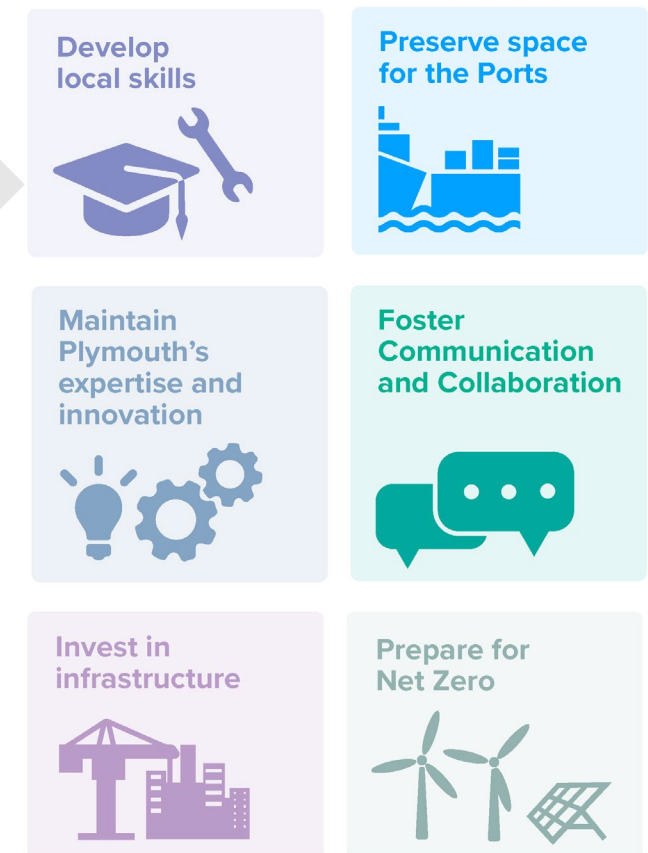 Develop
local skills
Preserve space
for the Ports
Maintain
Plymouth’s
expertise and
innovation
Foster
Communication
and Collaboration
Invest in
infrastructure
Prepare for
Net Zero